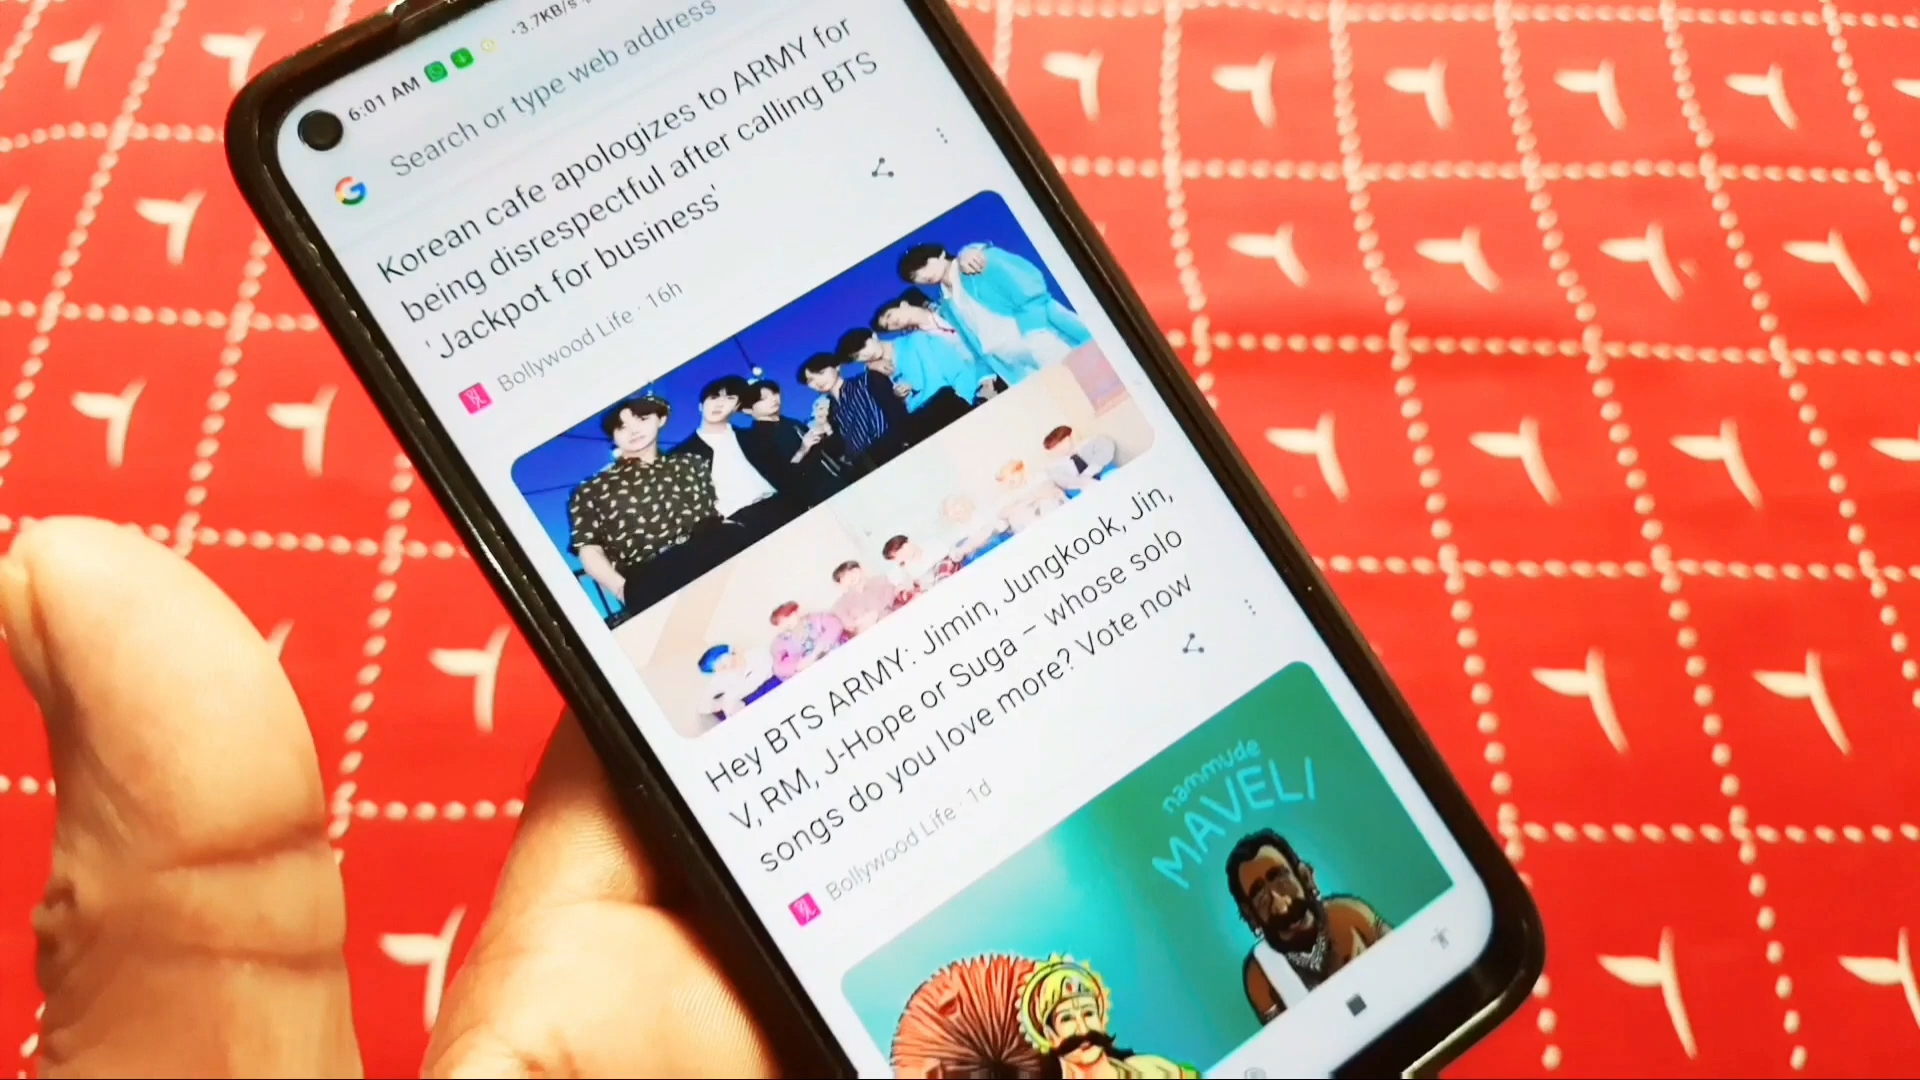 6:01 AM
3.7KB/s
Search or type web address
Korean cafe apologizes to ARMY for
being disrespectful after calling BTS
'Jackpot for business'
Bollywood Life · 16h
Hey BTS ARMY: Jimin, Jungkook, Jin,
V, RM, J-Hope or Suga – whose solo
songs do you love more? Vote now
Bollywood Life · 1d
nammude
MAVELI